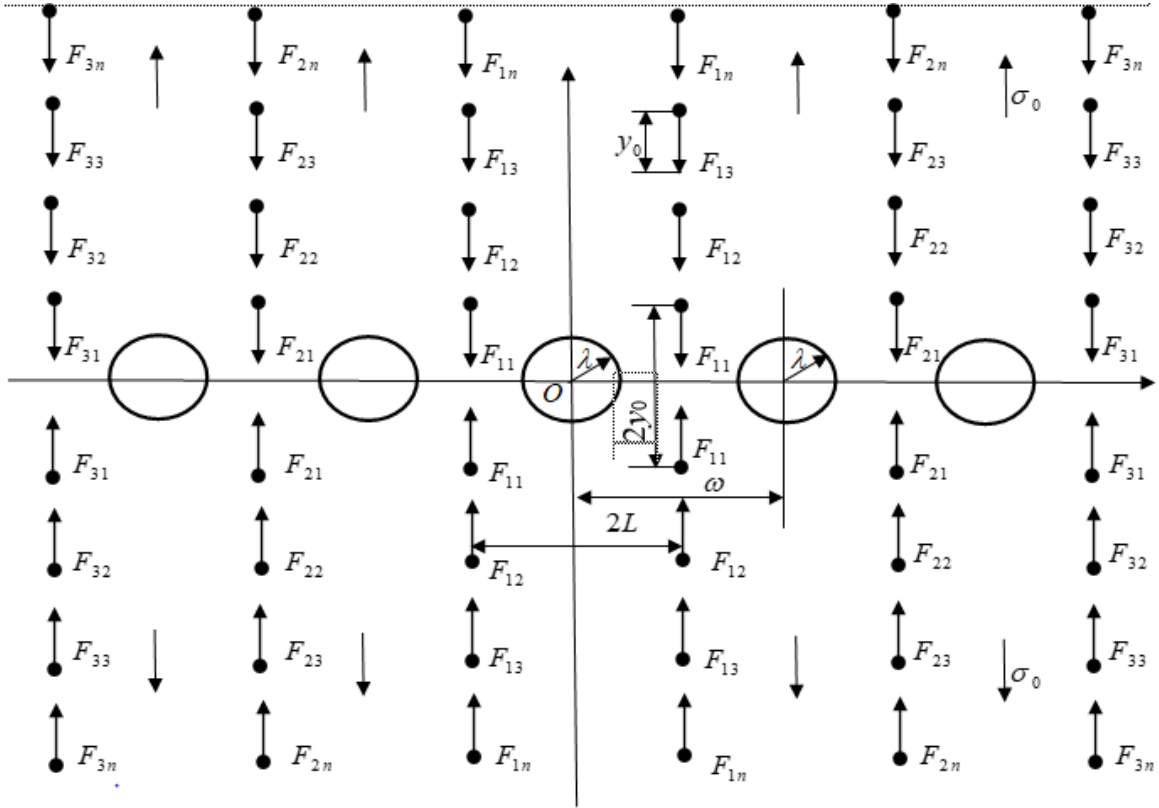 F3n F2n F1n F1n F2n F3n
σ0
y0
F33 F23 F13 F13 F23 F33
F32 F22 F12 F12 F22 F32
F31 F21 F11 F11 F21 F31
λ λ
O
2y0
F31 F21 F11 F11 F21 F31
ω
2L
F32 F22 F12 F12 F22 F32
F33 F23 F13 F13 F23 F33
σ0
F3n F2n F1n F1n F2n F3n